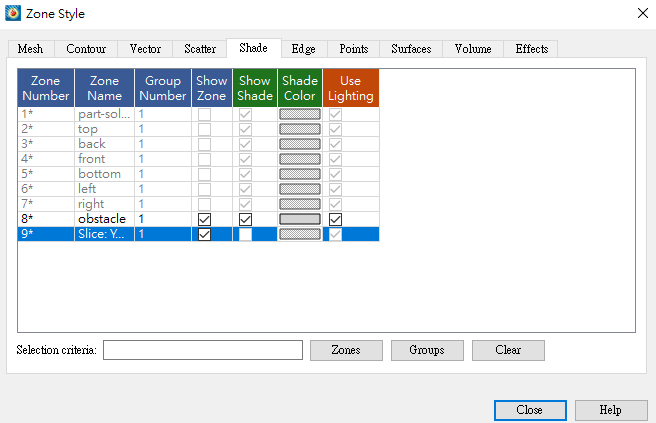 Zone Style
Mesh Contour Vector Scatter Shade Edge Points Surfaces Volume Effects
Zone Number Zone Name Group Number Show Zone Show Shade Shade Color Use Lighting
1* part-sol... 1
2* top 1
3* back 1
4* front 1
5* bottom 1
6* left 1
7* right 1
8* obstacle 1
9* Slice: Y... 1
Selection criteria: Zones Groups Clear
Close Help